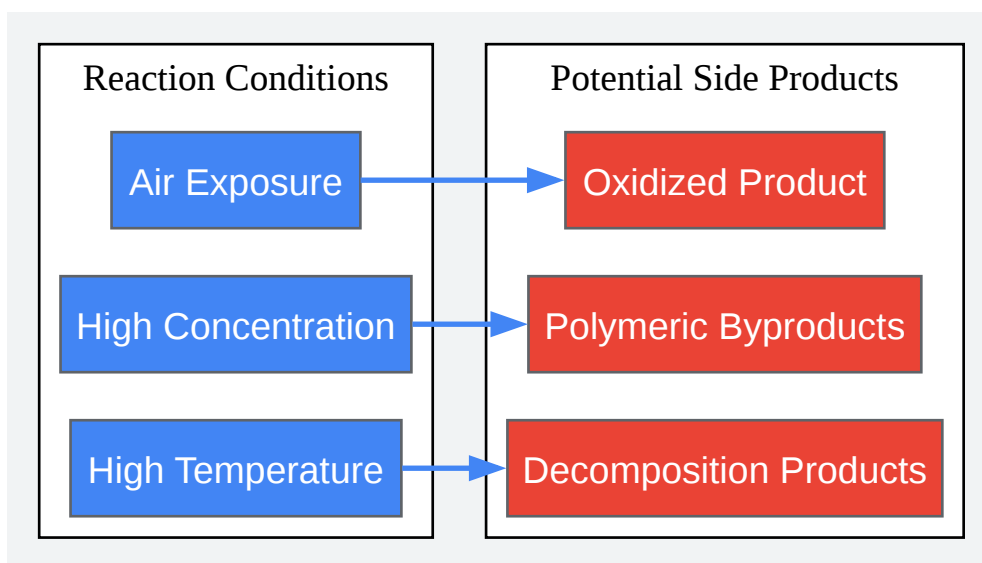 Reaction Conditions
Potential Side Products
Air Exposure
Oxidized Product
High Concentration
Polymeric Byproducts
High Temperature
Decomposition Products